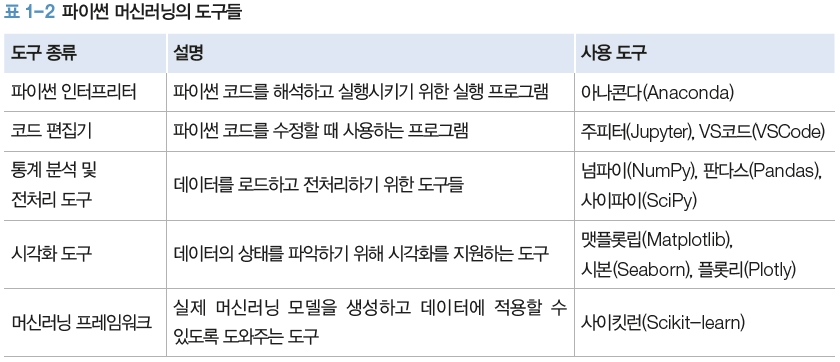 표 1-2 파이썬 머신러닝의 도구들
도구 종류 설명 사용 도구
파이썬 인터프리터 파이썬 코드를 해석하고 실행시키기 위한 실행 프로그램 아나콘다(Anaconda)
코드 편집기 파이썬 코드를 수정할 때 사용하는 프로그램 주피터(Jupyter), VS코드(VSCode)
통계 분석 및
전처리 도구
데이터를 로드하고 전처리하기 위한 도구들
넘파이(NumPy), 판다스(Pandas),
사이파이(SciPy)
시각화 도구 데이터의 상태를 파악하기 위해 시각화를 지원하는 도구
맷플롯립(Matplotlib),
시본(Seaborn), 플롯리(Plotly)
머신러닝 프레임워크
실제 머신러닝 모델을 생성하고 데이터에 적용할 수
있도록 도와주는 도구
사이킷런(Scikit-learn)